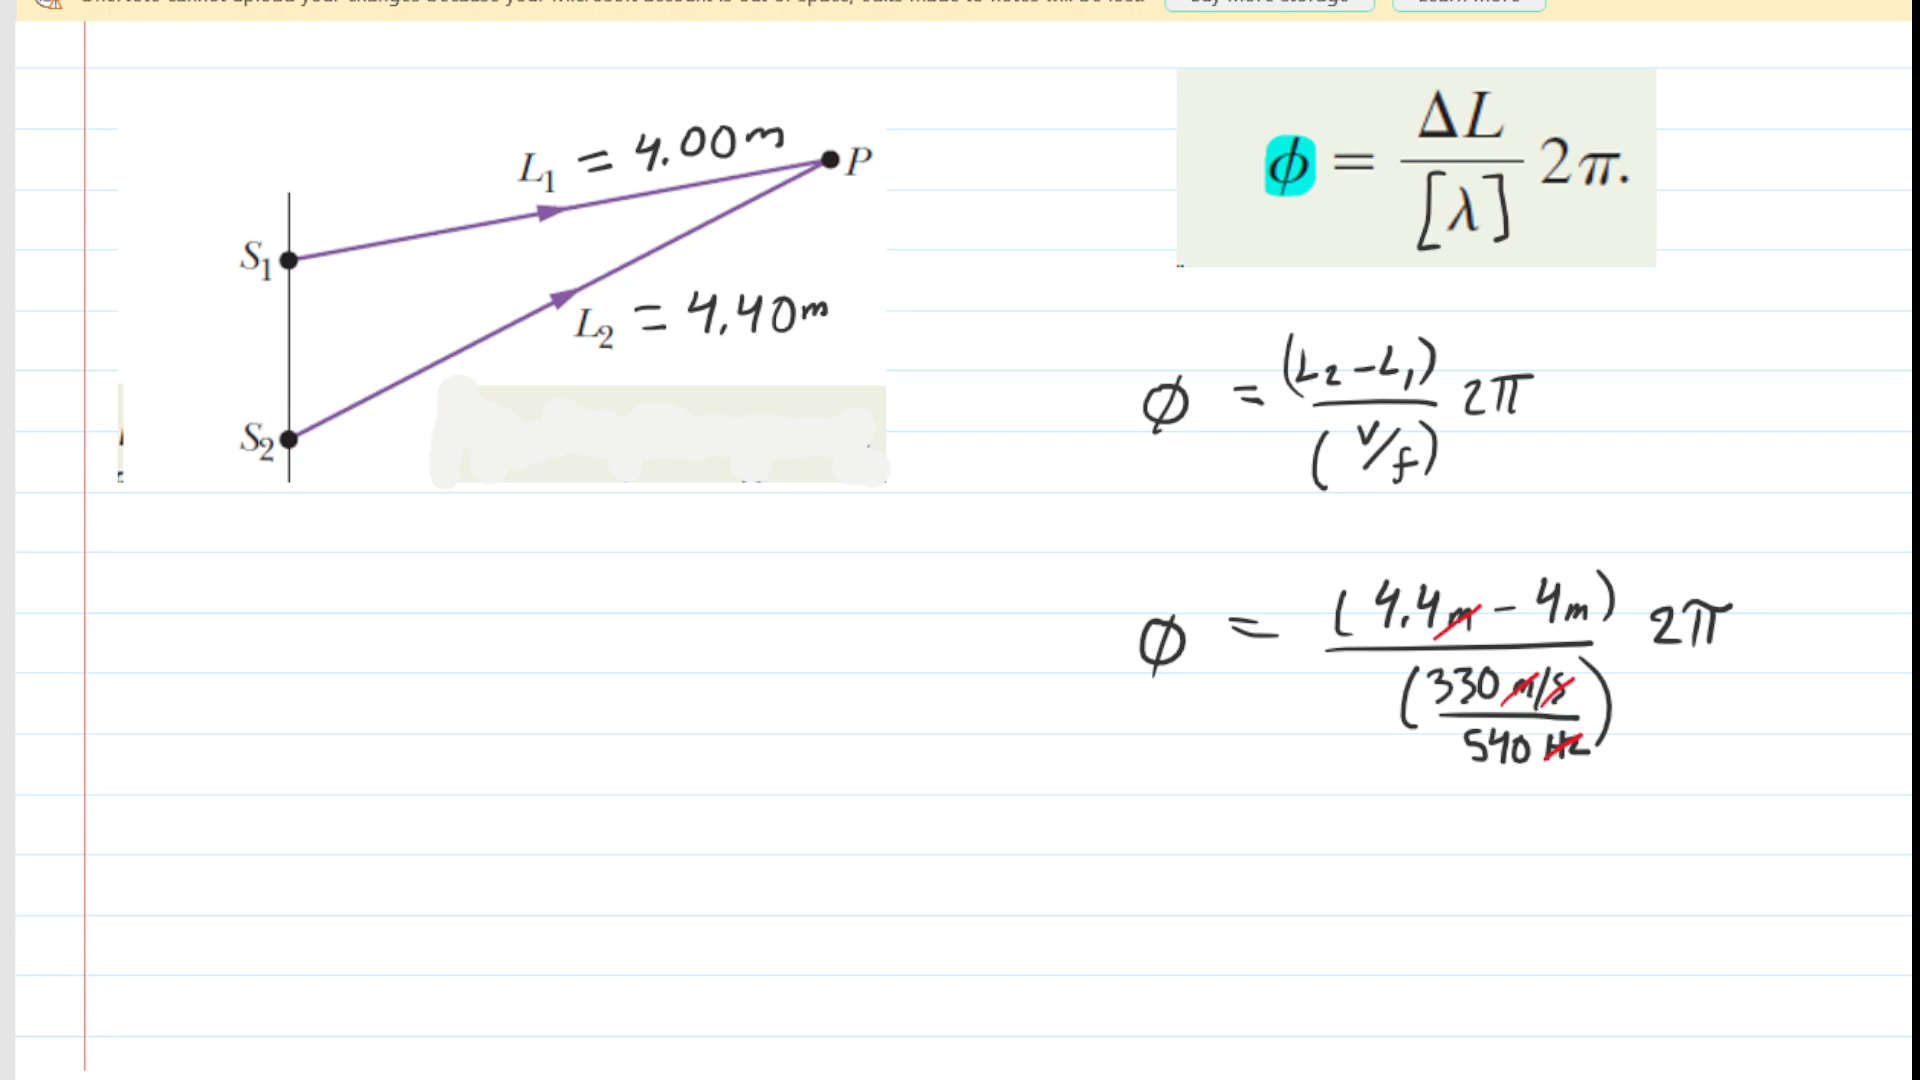 L₁ = 4.00m
P
S₁
L₂ = 4.40m
S₂
ϕ = ΔL / [λ] 2π.
ϕ = (L₂ - L₁) / (v/f) 2π
ϕ = (4.4m - 4m) / (330 m/s / 540 Hz) 2π